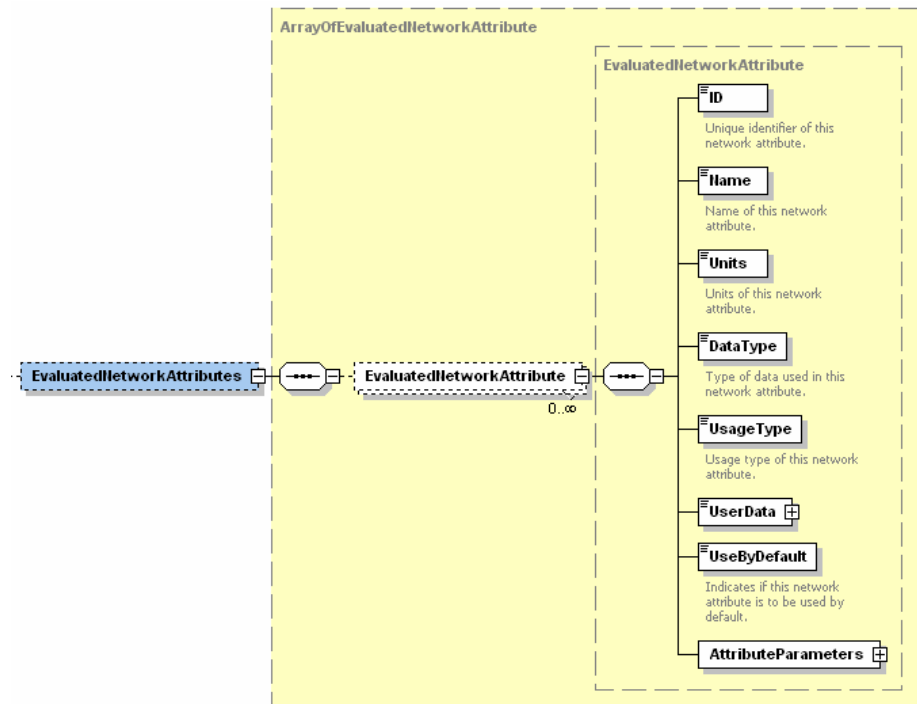 ArrayOfEvaluatedNetworkAttribute
EvaluatedNetworkAttribute
ID
Unique identifier of this
network attribute.
Name
Name of this network
attribute.
Units
Units of this network
attribute.
DataType
Type of data used in this
network attribute.
EvaluatedNetworkAttributes
EvaluatedNetworkAttribute
0..∞
UsageType
Usage type of this network
attribute.
UserData
UseByDefault
Indicates if this network
attribute is to be used by
default.
AttributeParameters